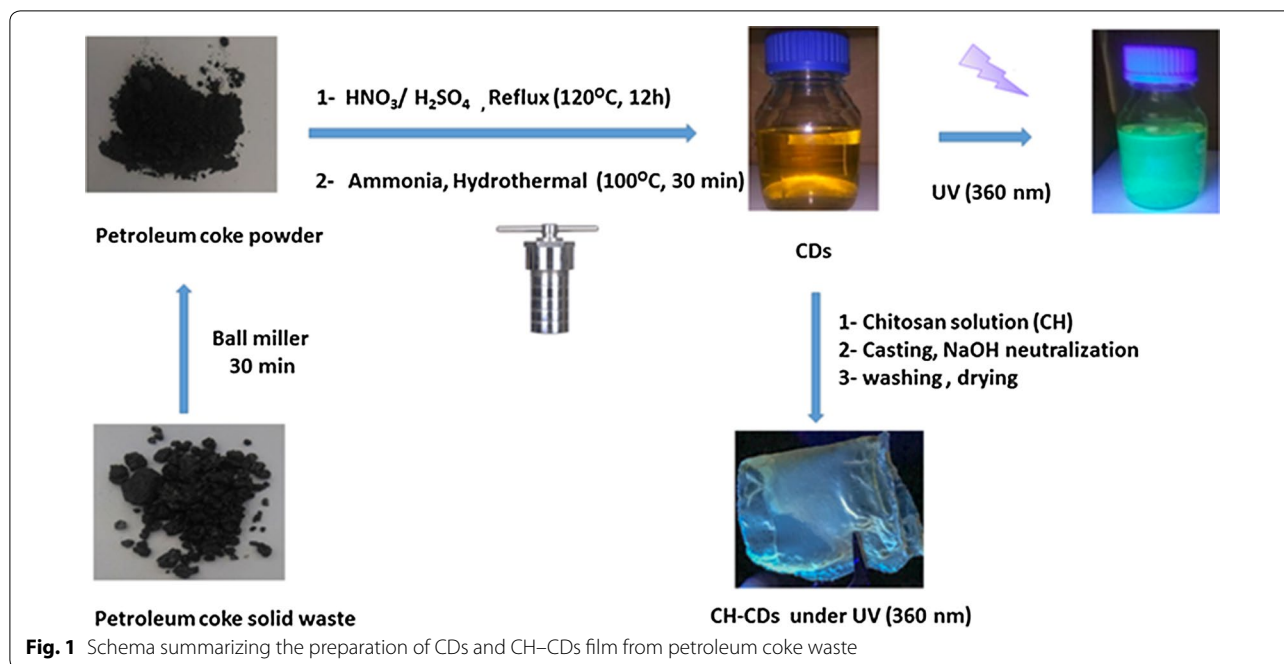 1- HNO₃/ H₂SO₄ , Reflux (120⁰C, 12h)
2- Ammonia, Hydrothermal (100⁰C, 30 min)
UV (360 nm)
Petroleum coke powder
CDs
Ball miller
30 min
1- Chitosan solution (CH)
2- Casting, NaOH neutralization
3- washing , drying
Petroleum coke solid waste
CH-CDs under UV (360 nm)
Fig. 1 Schema summarizing the preparation of CDs and CH–CDs film from petroleum coke waste